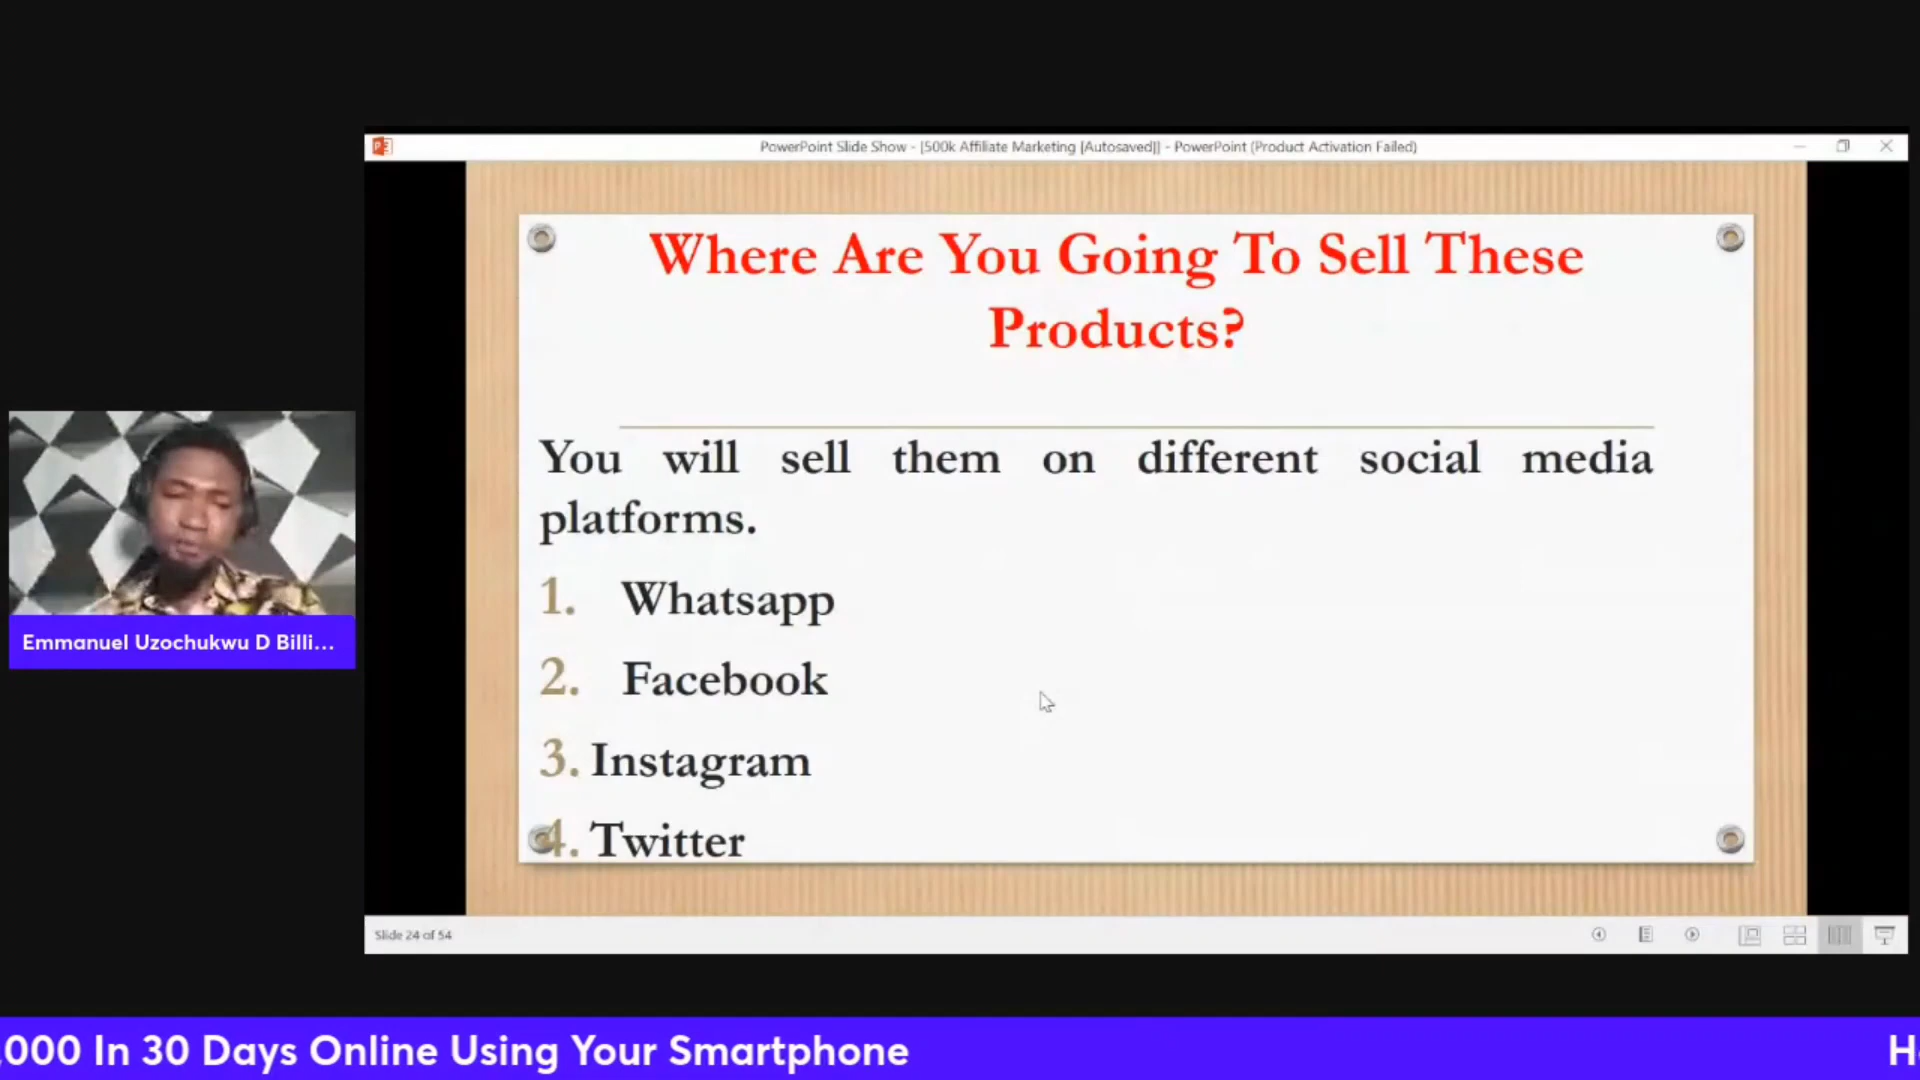 PowerPoint Slide Show - [500k Affiliate Marketing [Autosaved]] - PowerPoint (Product Activation Failed)
Where Are You Going To Sell These
Products?
You will sell them on different social media
platforms.
1. Whatsapp
2. Facebook
3. Instagram
4. Twitter
Emmanuel Uzochukwu D Billi...
Slide 24 of 54
,000 In 30 Days Online Using Your Smartphone